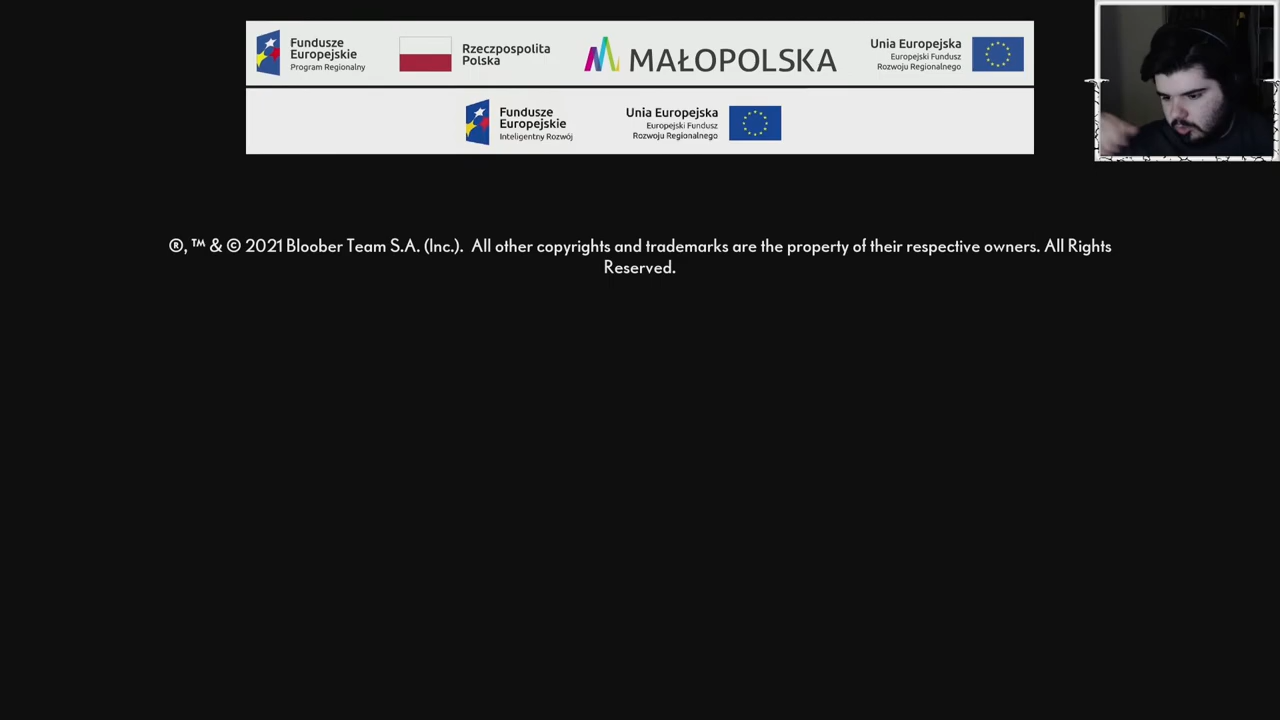 Fundusze
Europejskie
Program Regionalny
Rzeczpospolita
Polska
MAŁOPOLSKA
Unia Europejska
Europejski Fundusz
Rozwoju Regionalnego
Fundusze
Europejskie
Inteligentny Rozwój
Unia Europejska
Europejski Fundusz
Rozwoju Regionalnego
®, ™ & © 2021 Bloober Team S.A. (Inc.). All other copyrights and trademarks are the property of their respective owners. All Rights
Reserved.